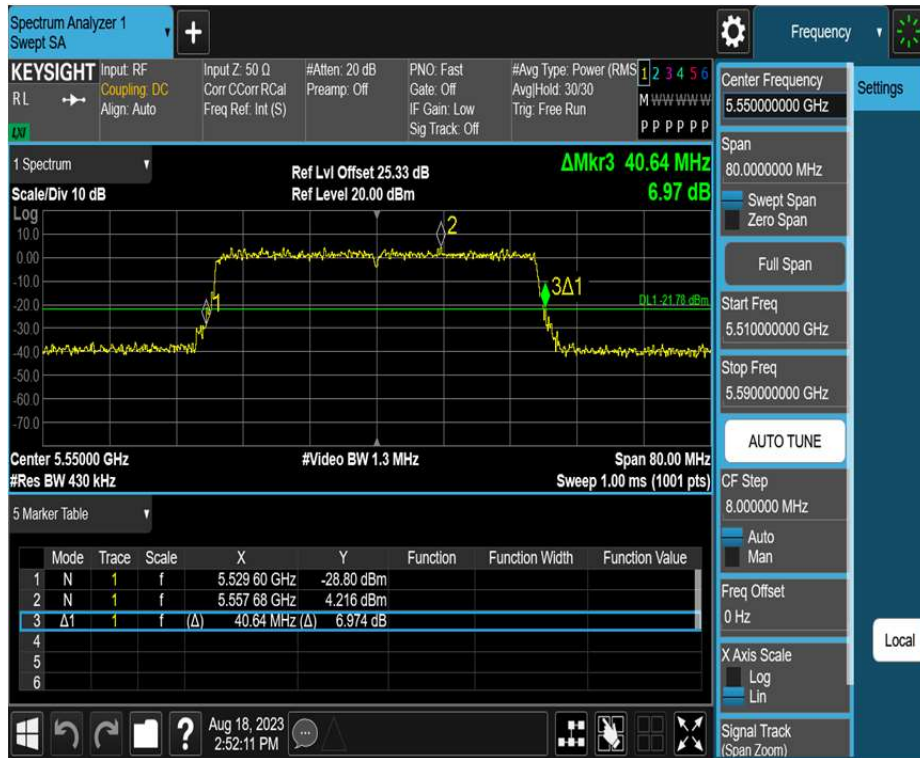 Spectrum Analyzer 1
Swept SA
+
Frequency
KEYSIGHT
RL
LXI
Input: RF
Coupling: DC
Align: Auto
Input Z: 50 Ω
Corr CCorr RCal
Freq Ref: Int (S)
#Atten: 20 dB
Preamp: Off
PNO: Fast
Gate: Off
IF Gain: Low
Sig Track: Off
#Avg Type: Power (RMS
Avg|Hold: 30/30
Trig: Free Run
1 2 3 4 5 6
M W W W W W
P P P P P P
Center Frequency
5.550000000 GHz
Settings
1 Spectrum
Scale/Div 10 dB
Ref Lvl Offset 25.33 dB
Ref Level 20.00 dBm
ΔMkr3 40.64 MHz
6.97 dB
Span
80.0000000 MHz
Swept Span
Zero Span
Full Span
Log
10.0
0.00
-10.0
-20.0
-30.0
-40.0
-50.0
-60.0
-70.0
1
2
3Δ1
DL1 -21.78 dBm
Start Freq
5.510000000 GHz
Stop Freq
5.590000000 GHz
AUTO TUNE
Center 5.55000 GHz
#Res BW 430 kHz
#Video BW 1.3 MHz
Span 80.00 MHz
Sweep 1.00 ms (1001 pts)
CF Step
8.000000 MHz
Auto
Man
5 Marker Table
Mode Trace Scale X Y Function Function Width Function Value
1 N 1 f 5.529 60 GHz -28.80 dBm
2 N 1 f 5.557 68 GHz 4.216 dBm
3 Δ1 1 f (Δ) 40.64 MHz (Δ) 6.974 dB
4
5
6
Freq Offset
0 Hz
Local
X Axis Scale
Log
Lin
Signal Track
(Span Zoom)
?
Aug 18, 2023
2:52:11 PM